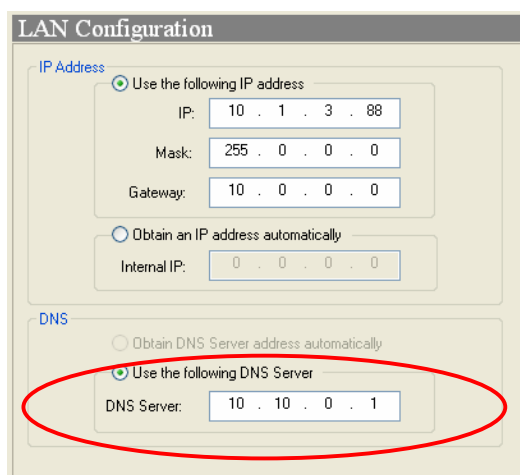 LAN Configuration
IP Address
Use the following IP address
IP: 10 . 1 . 3 . 88
Mask: 255 . 0 . 0 . 0
Gateway: 10 . 0 . 0 . 0
Obtain an IP address automatically
Internal IP: 0 . 0 . 0 . 0
DNS
Obtain DNS Server address automatically
Use the following DNS Server
DNS Server: 10 . 10 . 0 . 1